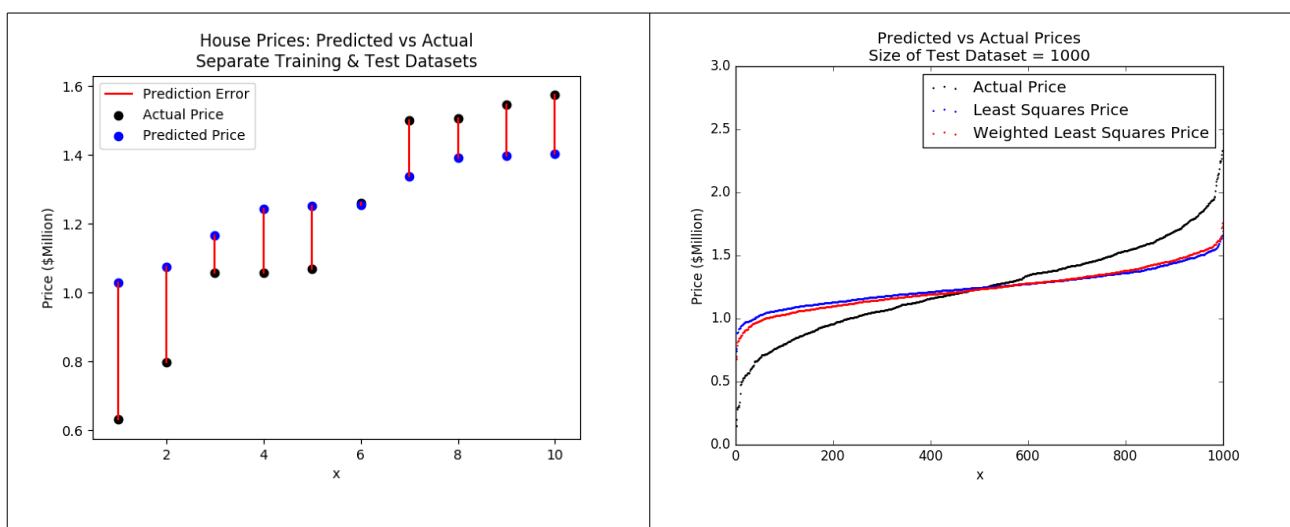 House Prices: Predicted vs Actual
Separate Training & Test Datasets
Prediction Error
Actual Price
Predicted Price
Price ($Million)
1.6
1.4
1.2
1.0
0.8
0.6
2 4 6 8 10
x
Predicted vs Actual Prices
Size of Test Dataset = 1000
Actual Price
Least Squares Price
Weighted Least Squares Price
Price ($Million)
3.0
2.5
2.0
1.5
1.0
0.5
0.0
0 200 400 600 800 1000
x